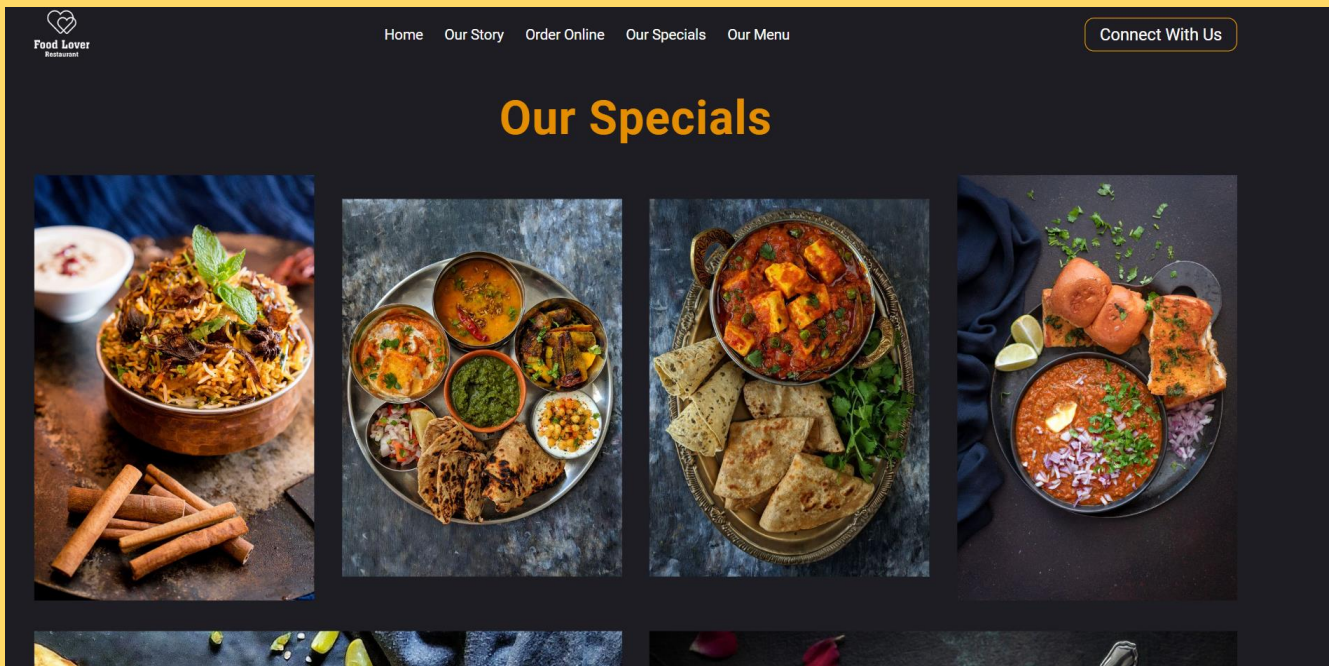 Food Lover
Restaurant
Home Our Story Order Online Our Specials Our Menu
Connect With Us
Our Specials